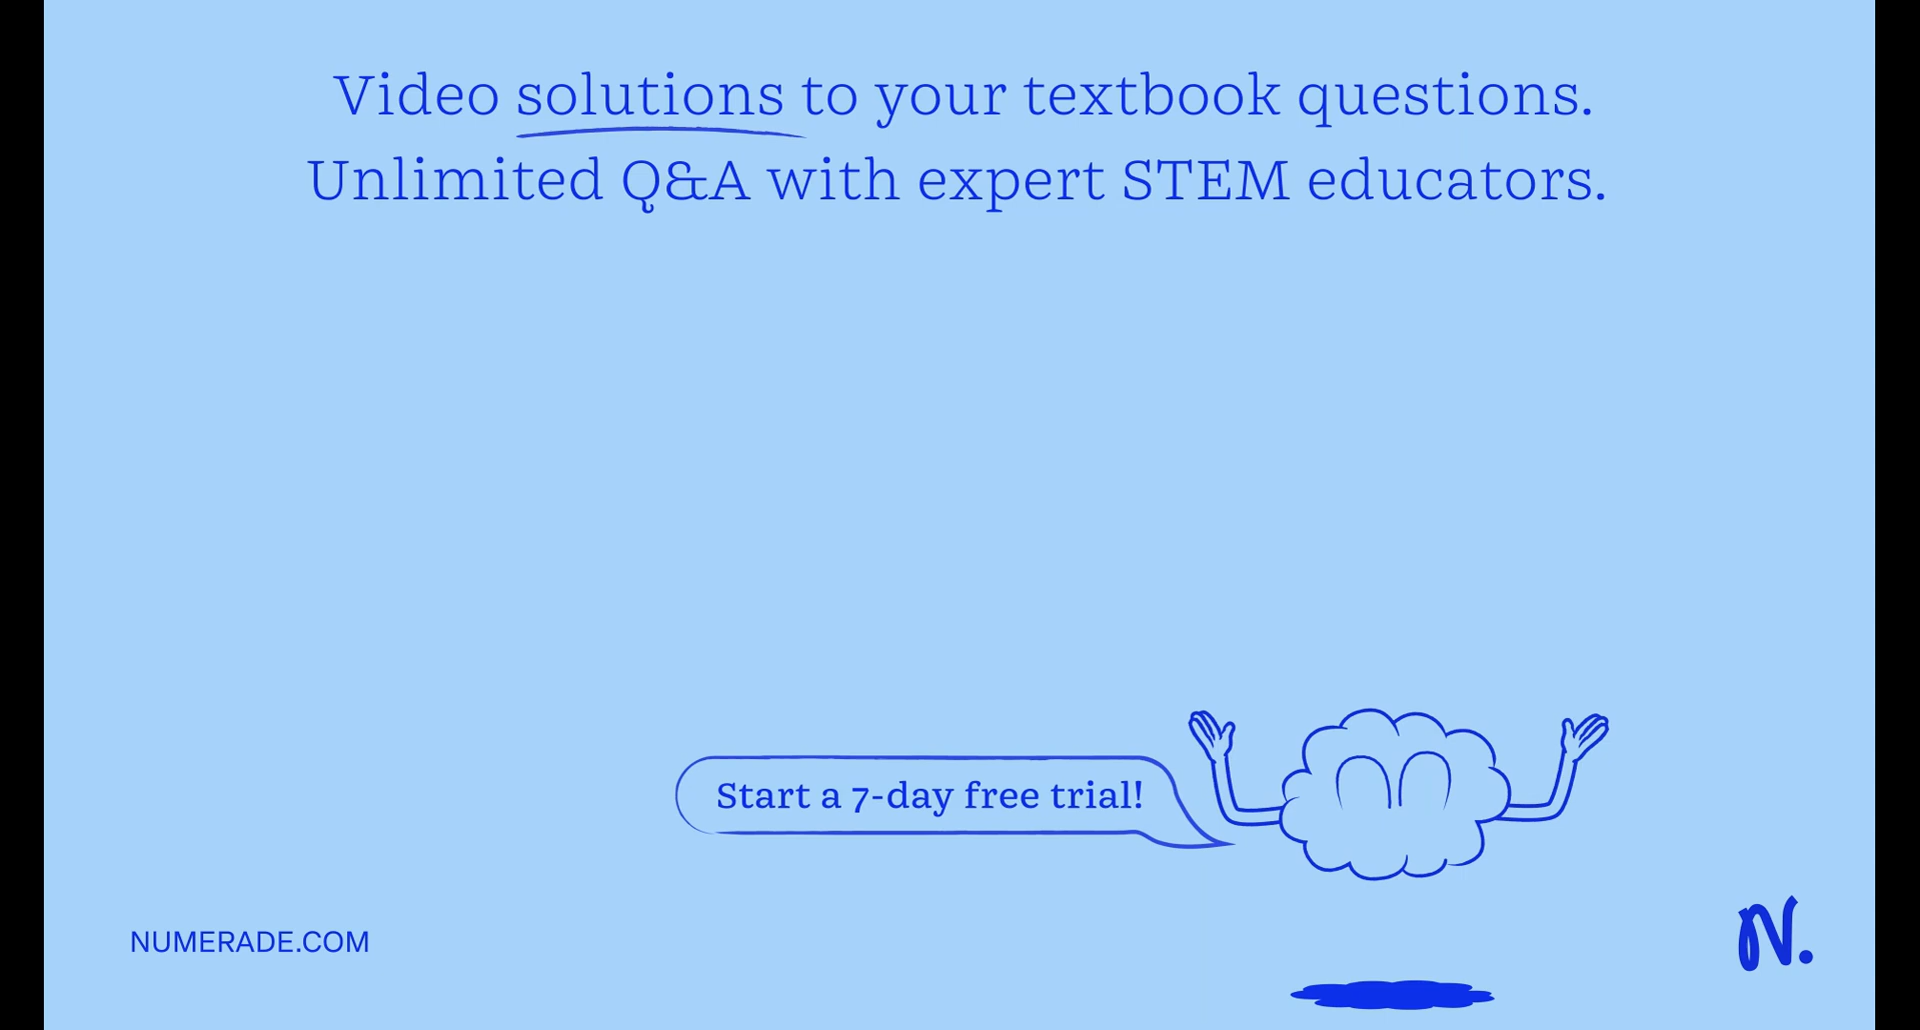 Video solutions to your textbook questions.
Unlimited Q&A with expert STEM educators.
Start a 7-day free trial!
NUMERADE.COM
N.